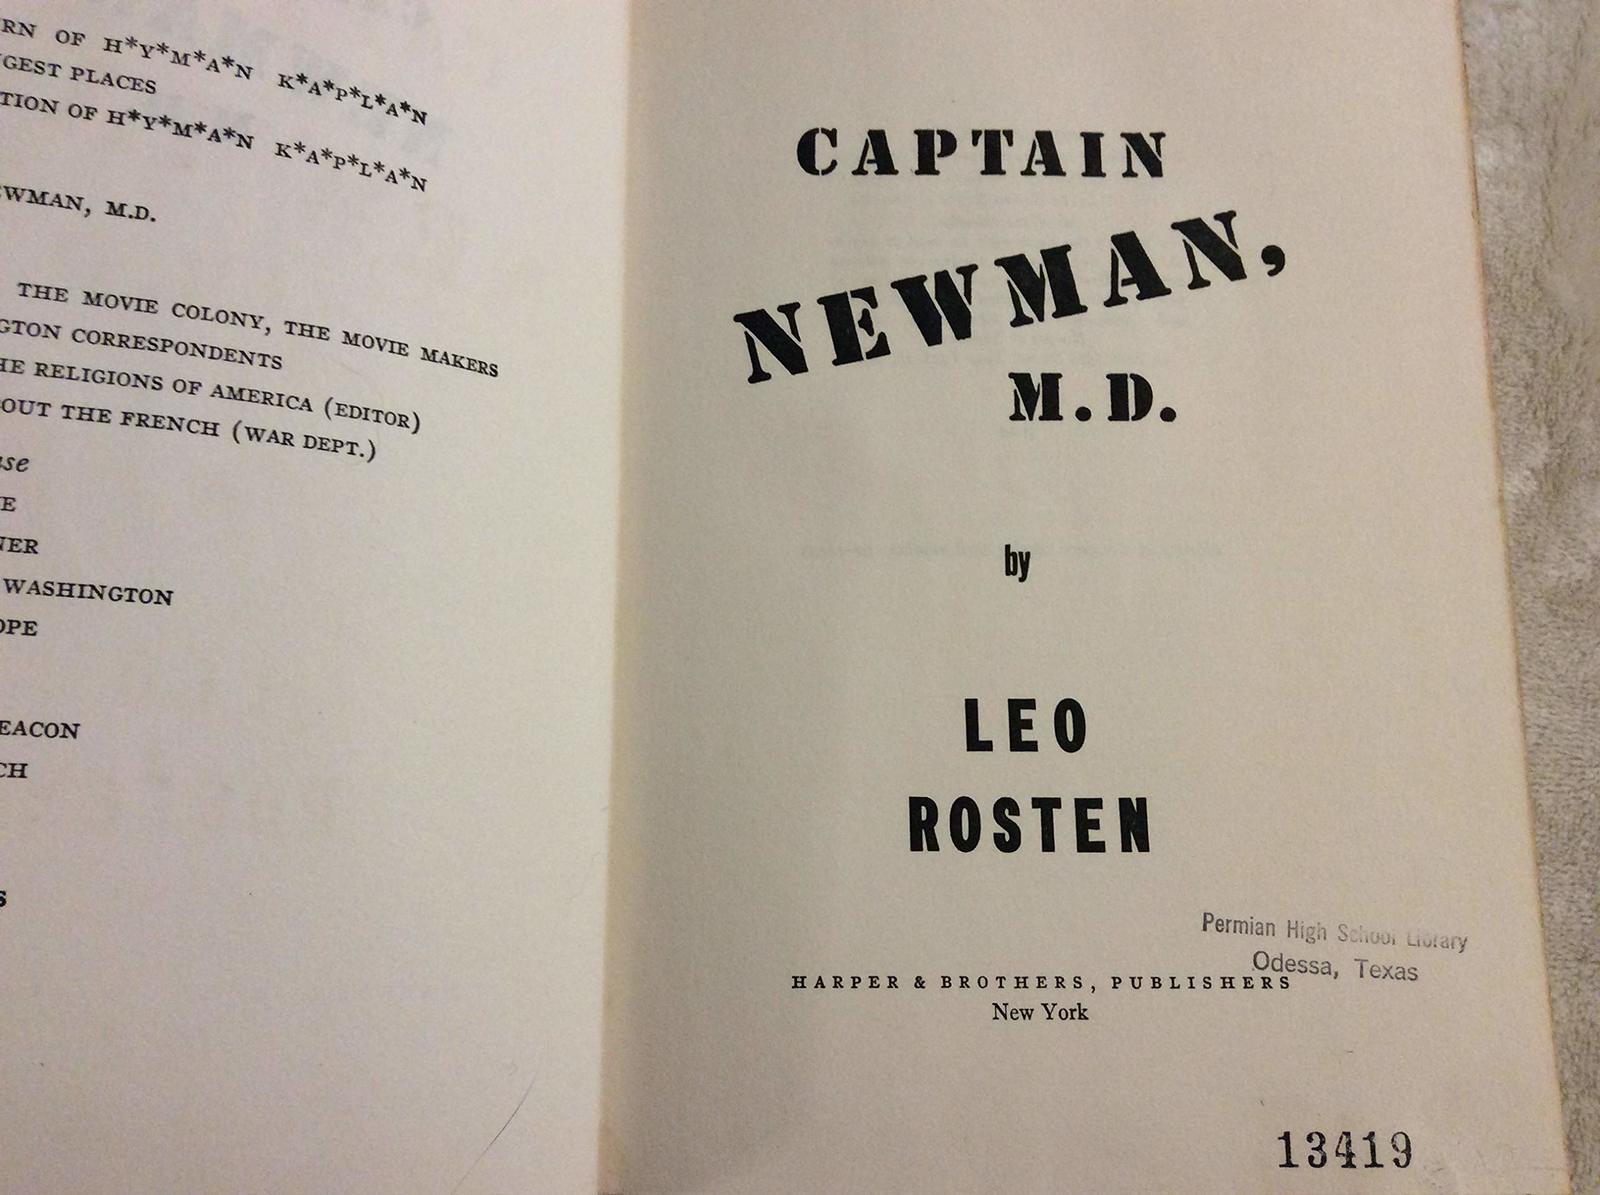 RN OF H*Y*M*A*N K*A*P*L*A*N
GEST PLACES
TION OF H*Y*M*A*N K*A*P*L*A*N
EWMAN, M.D.
THE MOVIE COLONY, THE MOVIE MAKERS
GTON CORRESPONDENTS
HE RELIGIONS OF AMERICA (EDITOR)
OUT THE FRENCH (WAR DEPT.)
se
E
NER
WASHINGTON
OPE
EACON
CH
S
CAPTAIN
NEWMAN,
M.D.
by
LEO
ROSTEN
Permian High School Library
Odessa, Texas
HARPER & BROTHERS, PUBLISHERS
New York
13419